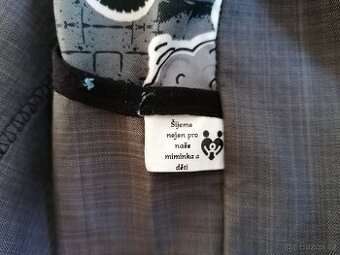 Šijeme
nejen pro
naše
miminka a
děti